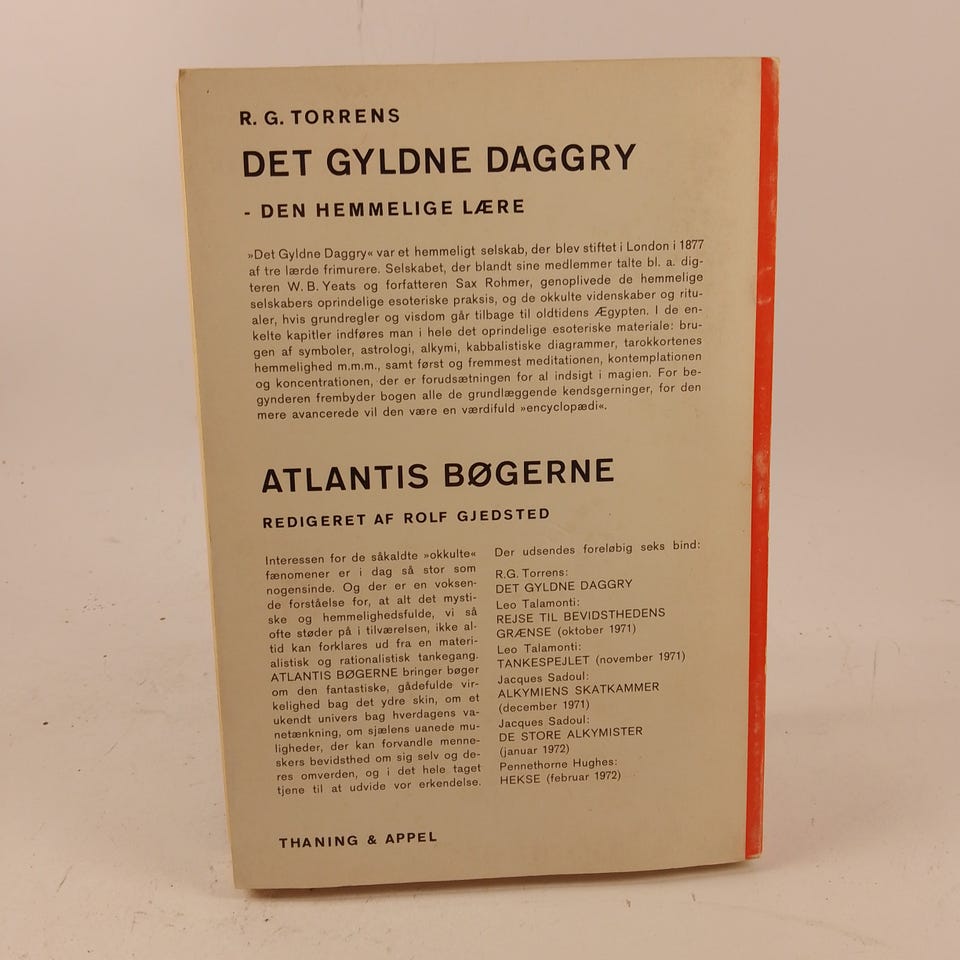 R. G. TORRENS
DET GYLDNE DAGGRY
- DEN HEMMELIGE LÆRE
»Det Gyldne Daggry« var et hemmeligt selskab, der blev stiftet i London i 1877
af tre lærde frimurere. Selskabet, der blandt sine medlemmer talte bl. a. dig-
teren W. B. Yeats og forfatteren Sax Rohmer, genoplivede de hemmelige
selskabers oprindelige esoteriske praksis, og de okkulte videnskaber og ritu-
aler, hvis grundregler og visdom går tilbage til oldtidens Ægypten. I de en-
kelte kapitler indføres man i hele det oprindelige esoteriske materiale: bru-
gen af symboler, astrologi, alkymi, kabbalistiske diagrammer, tarokkortenes
hemmelighed m.m.m., samt først og fremmest meditationen, kontemplationen
og koncentrationen, der er forudsætningen for al indsigt i magien. For be-
gynderen frembyder bogen alle de grundlæggende kendsgerninger, for den
mere avancerede vil den være en værdifuld »encyclopædi«.
ATLANTIS BØGERNE
REDIGERET AF ROLF GJEDSTED
Interessen for de såkaldte »okkulte«
fænomener er i dag så stor som
nogensinde. Og der er en voksen-
de forståelse for, at alt det mysti-
ske og hemmelighedsfulde, vi så
ofte støder på i tilværelsen, ikke al-
tid kan forklares ud fra en materi-
alistisk og rationalistisk tankegang.
ATLANTIS BØGERNE bringer bøger
om den fantastiske, gådefulde vir-
kelighed bag det ydre skin, om et
ukendt univers bag hverdagens va-
netænkning, om sjælens uanede mu-
ligheder, der kan forvandle menne-
skers bevidsthed om sig selv og de-
res omverden, og i det hele taget
tjene til at udvide vor erkendelse.
Der udsendes foreløbig seks bind:
R.G. Torrens:
DET GYLDNE DAGGRY
Leo Talamonti:
REJSE TIL BEVIDSTHEDENS
GRÆNSE (oktober 1971)
Leo Talamonti:
TANKESPEJLET (november 1971)
Jacques Sadoul:
ALKYMIENS SKATKAMMER
(december 1971)
Jacques Sadoul:
DE STORE ALKYMISTER
(januar 1972)
Pennethorne Hughes:
HEKSE (februar 1972)
THANING & APPEL